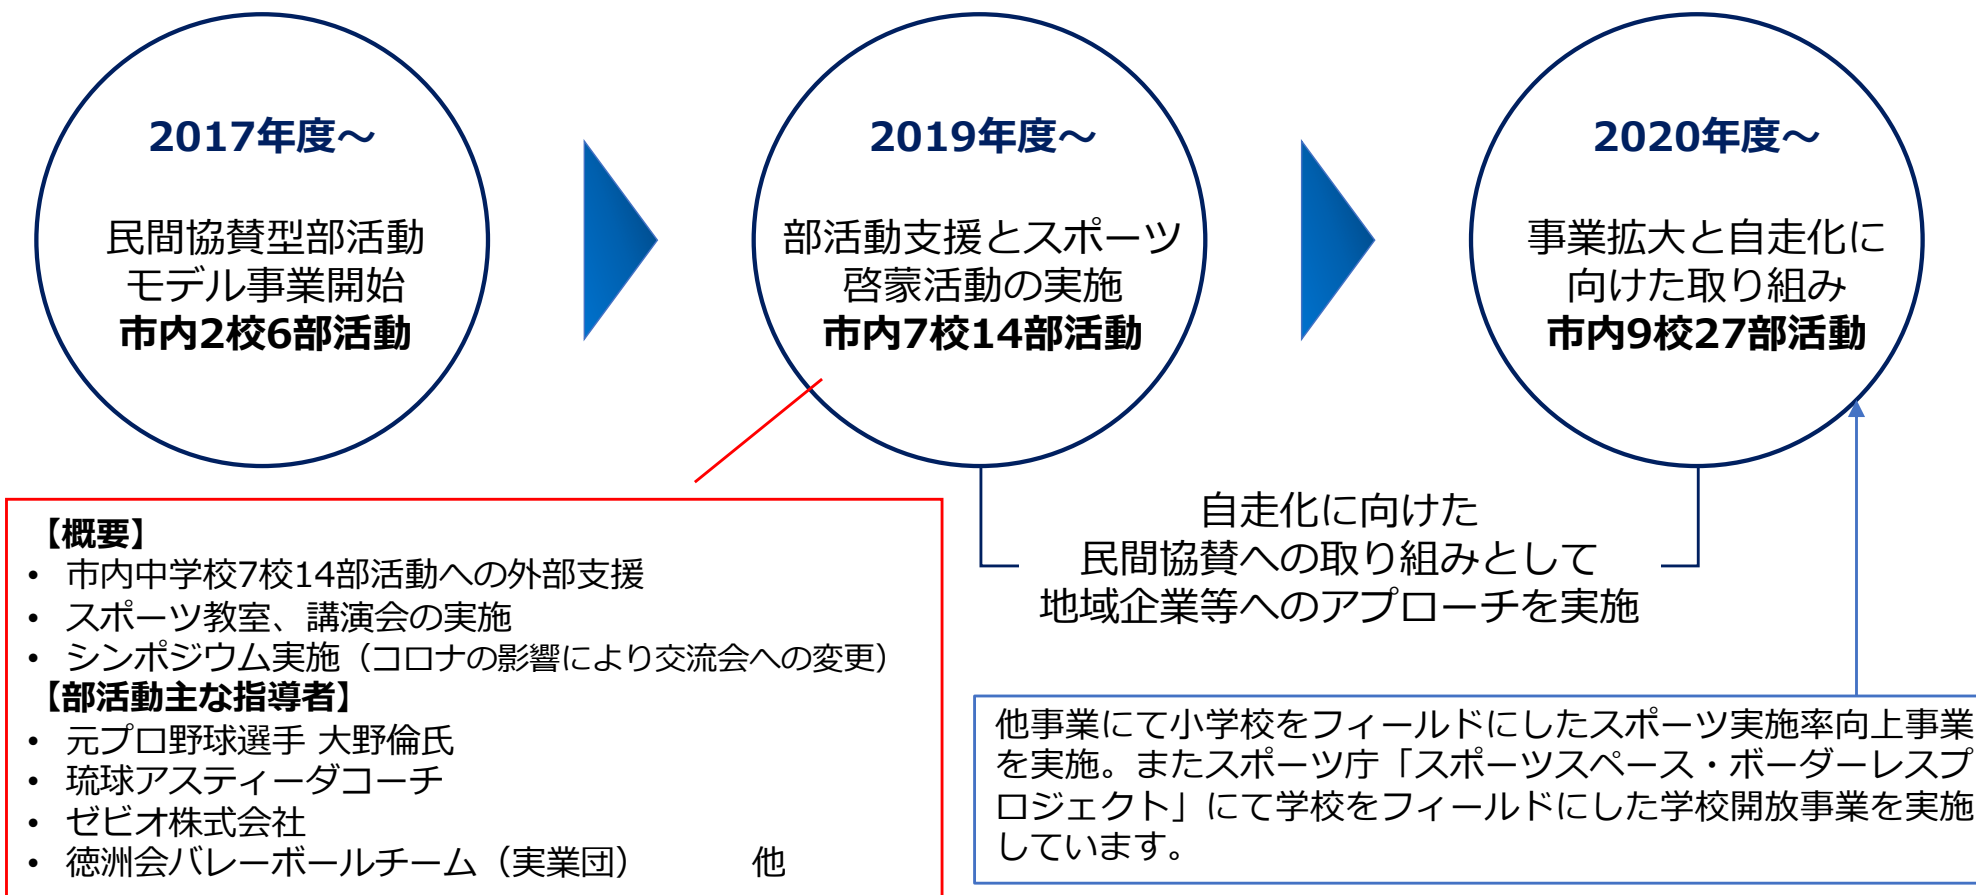 2017年度～
民間協賛型部活動
モデル事業開始
市内2校6部活動
2019年度～
部活動支援とスポーツ
啓蒙活動の実施
市内7校14部活動
2020年度～
事業拡大と自走化に
向けた取り組み
市内9校27部活動
自走化に向けた
民間協賛への取り組みとして
地域企業等へのアプローチを実施
【概要】
• 市内中学校7校14部活動への外部支援
• スポーツ教室、講演会の実施
• シンポジウム実施（コロナの影響により交流会への変更）
【部活動主な指導者】
• 元プロ野球選手 大野倫氏
• 琉球アスティーダコーチ
• ゼビオ株式会社
• 徳洲会バレーボールチーム（実業団） 他
他事業にて小学校をフィールドにしたスポーツ実施率向上事業
を実施。またスポーツ庁「スポーツスペース・ボーダーレスプ
ロジェクト」にて学校をフィールドにした学校開放事業を実施
しています。